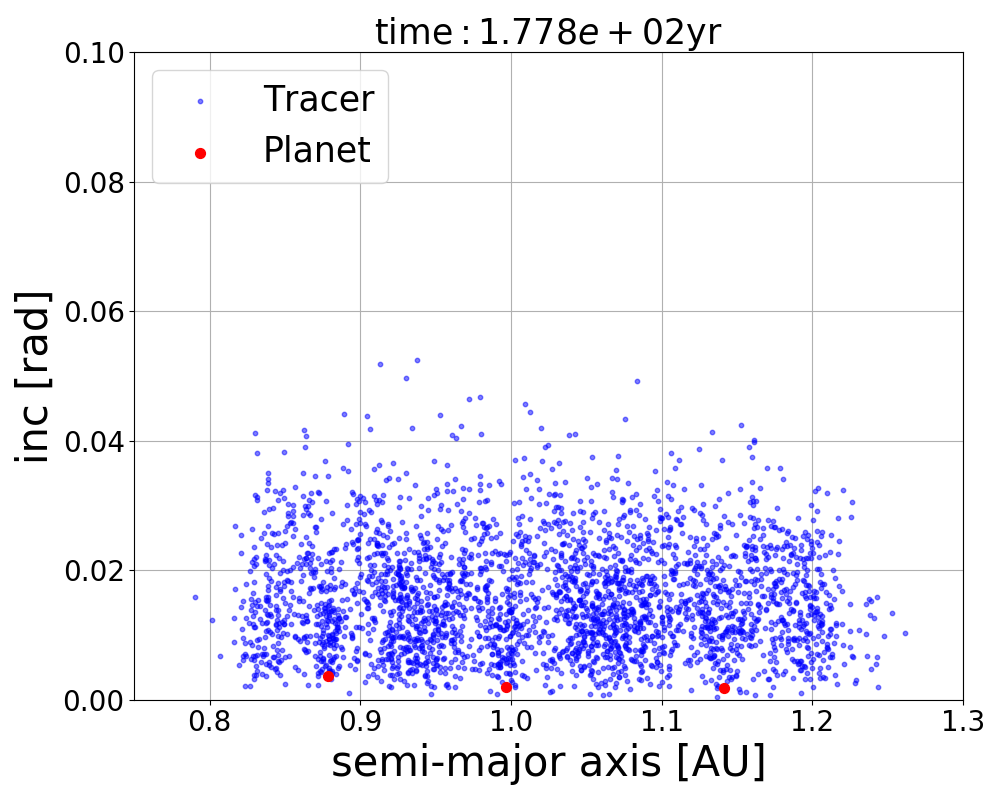 time : 1.778e + 02yr
0.10
Tracer
Planet
0.08
0.06
inc [rad]
0.04
0.02
0.00
0.8 0.9 1.0 1.1 1.2 1.3
semi-major axis [AU]